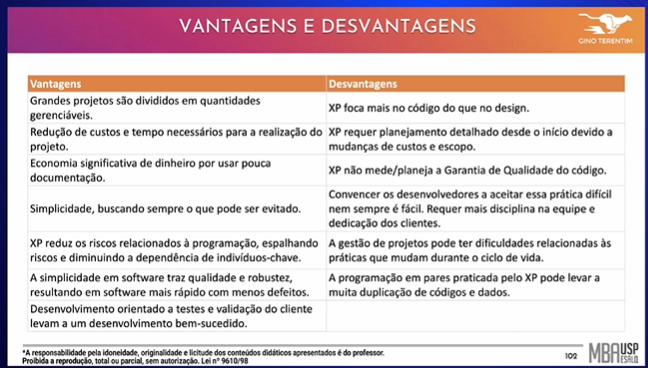 VANTAGENS E DESVANTAGENS
GINO TERENTIM
Vantagens
Desvantagens
Grandes projetos são divididos em quantidades
gerenciáveis.
XP foca mais no código do que no design.
Redução de custos e tempo necessários para a realização do
projeto.
XP requer planejamento detalhado desde o início devido a
mudanças de custos e escopo.
Economia significativa de dinheiro por usar pouca
documentação.
XP não mede/planeja a Garantia de Qualidade do código.
Simplicidade, buscando sempre o que pode ser evitado.
Convencer os desenvolvedores a aceitar essa prática difícil
nem sempre é fácil. Requer mais disciplina na equipe e
dedicação dos clientes.
XP reduz os riscos relacionados à programação, espalhando
riscos e diminuindo a dependência de indivíduos-chave.
A gestão de projetos pode ter dificuldades relacionadas às
práticas que mudam durante o ciclo de vida.
A simplicidade em software traz qualidade e robustez,
resultando em software mais rápido com menos defeitos.
A programação em pares praticada pelo XP pode levar a
muita duplicação de códigos e dados.
Desenvolvimento orientado a testes e validação do cliente
levam a um desenvolvimento bem-sucedido.
*A responsabilidade pela idoneidade, originalidade e licitude dos conteúdos didáticos apresentados é do professor.
Proibida a reprodução, total ou parcial, sem autorização. Lei nº 9610/98
102
MBA USP
ESALQ